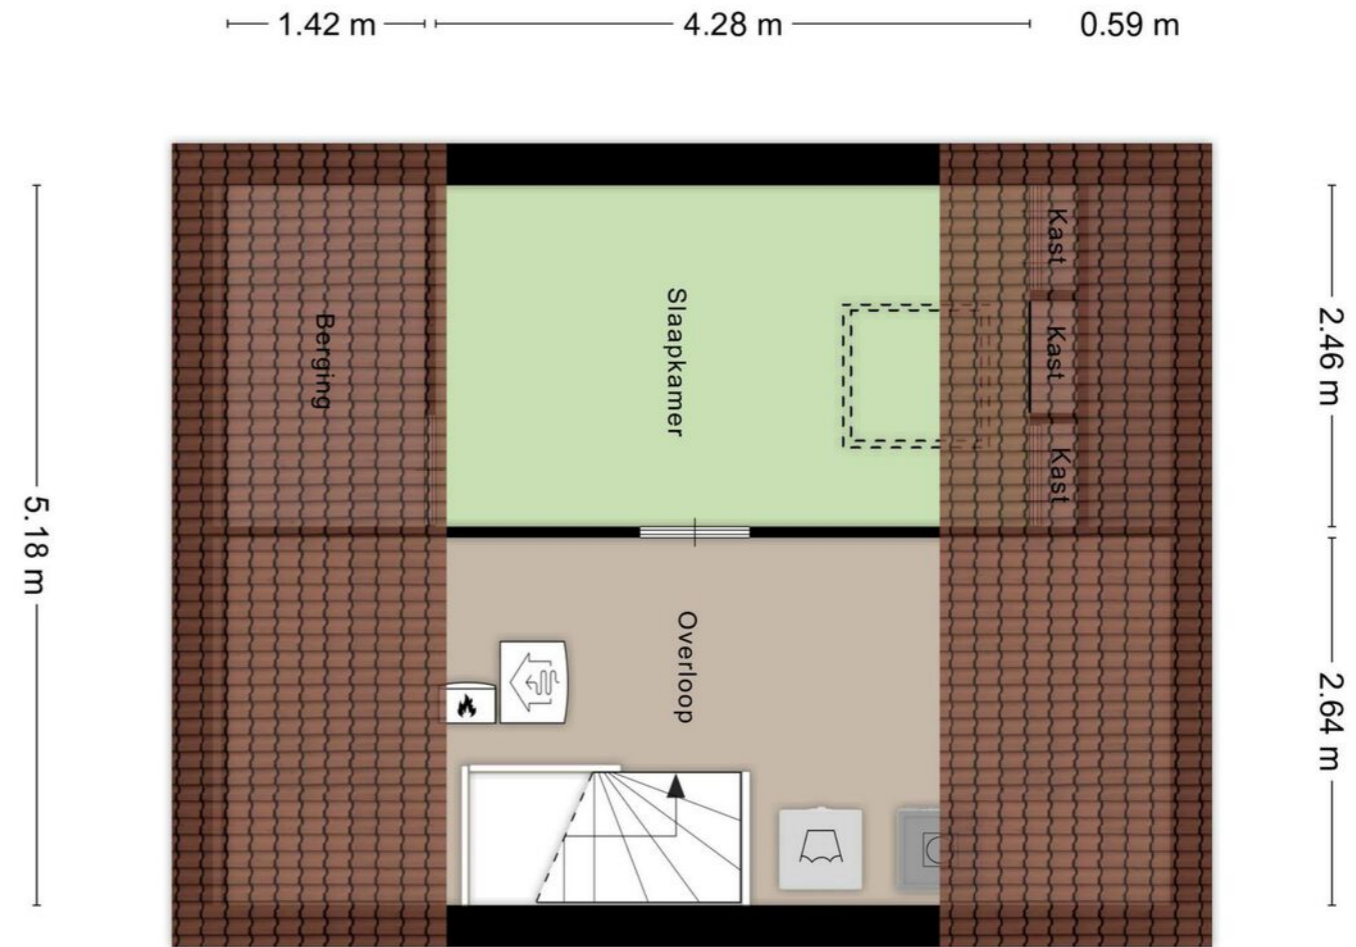 1.42 m
4.28 m
0.59 m
Kast
Slaapkamer
Berging
Kast
2.46 m
Kast
5.18 m
Overloop
2.64 m